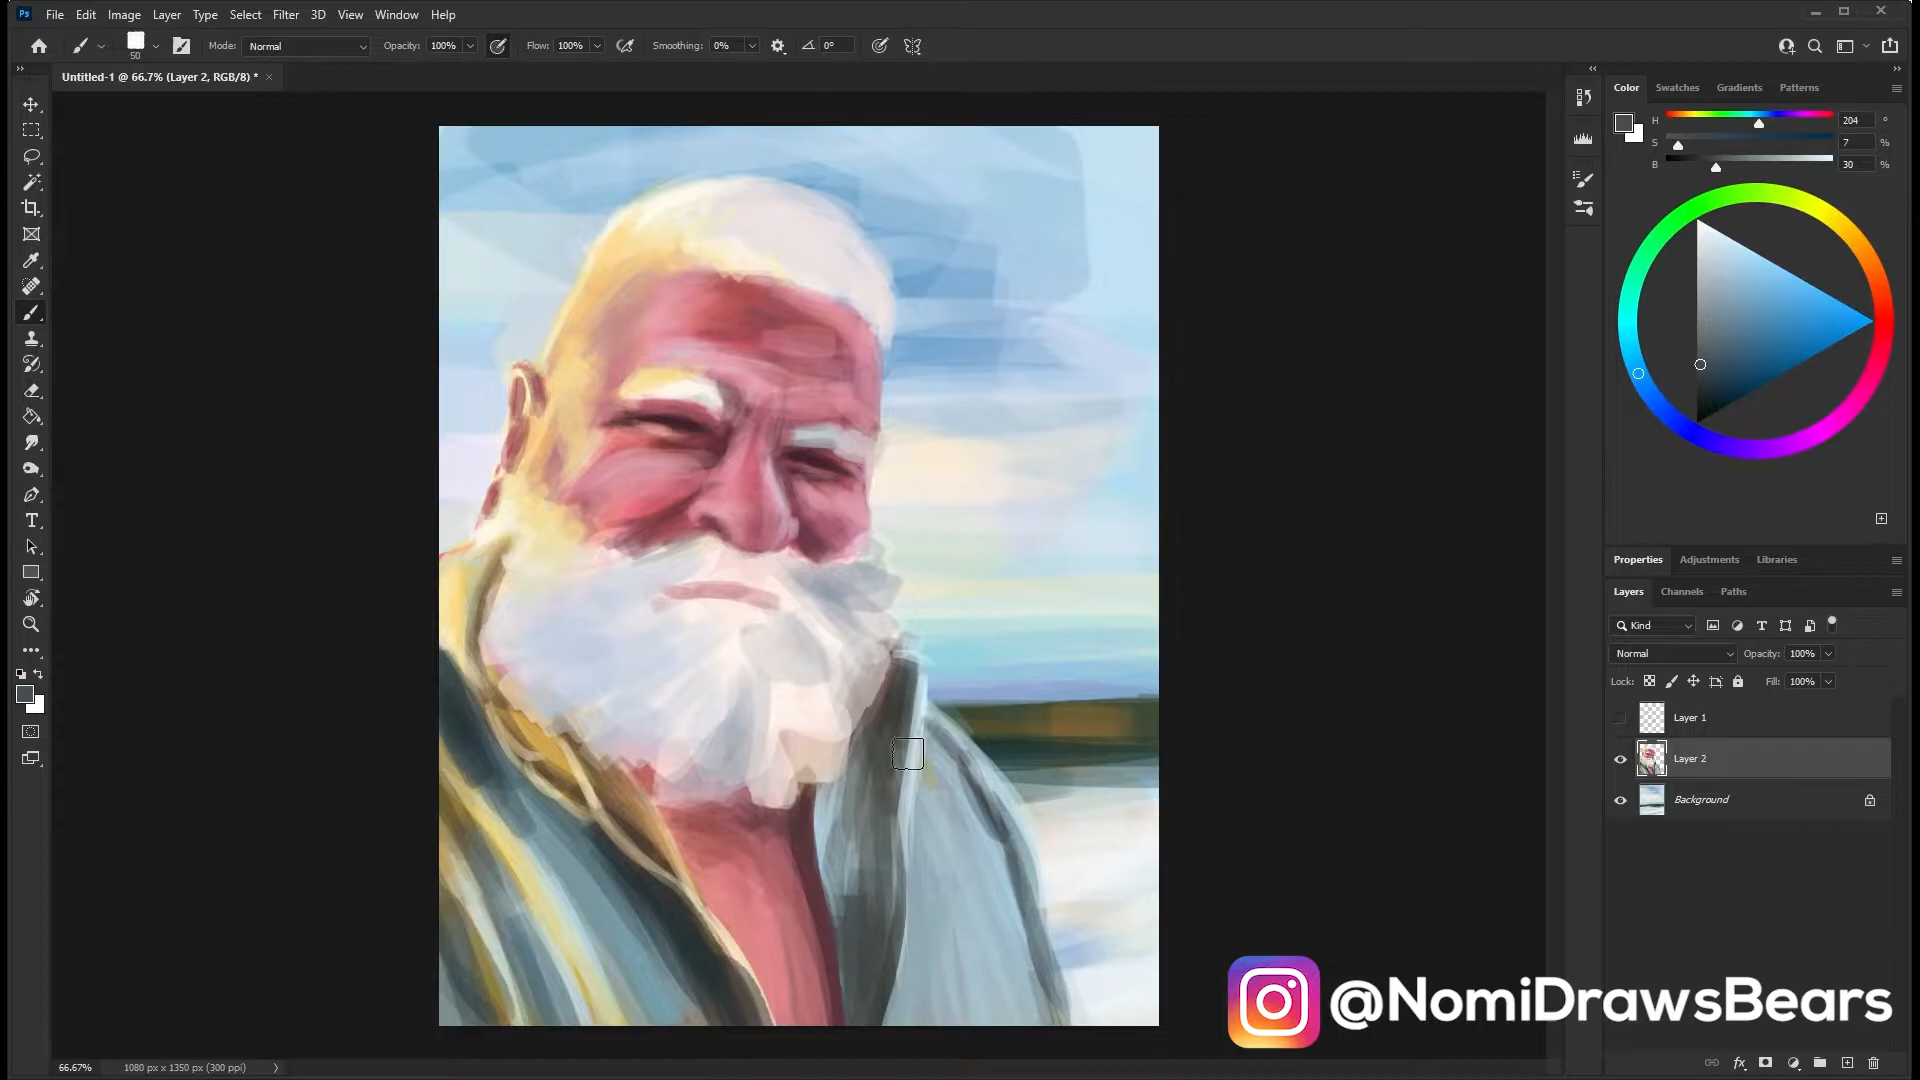 Ps File Edit Image Layer Type Select Filter 3D View Window Help
50 Mode: Normal Opacity: 100% Flow: 100% Smoothing: 0% 0°
Untitled-1 @ 66.7% (Layer 2, RGB/8) * ×
Color Swatches Gradients Patterns
H 204 °
S 7 %
B 30 %
Properties Adjustments Libraries
Layers Channels Paths
Kind
Normal Opacity: 100%
Lock: Fill: 100%
Layer 1
Layer 2
Background
@NomiDrawsBears
66.67% 1080 px x 1350 px (300 ppi)